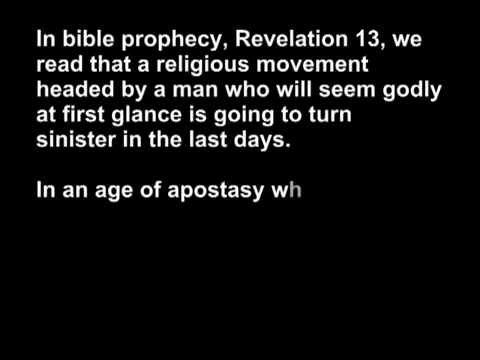 In bible prophecy, Revelation 13, we
read that a religious movement
headed by a man who will seem godly
at first glance is going to turn
sinister in the last days.
In an age of apostasy wh